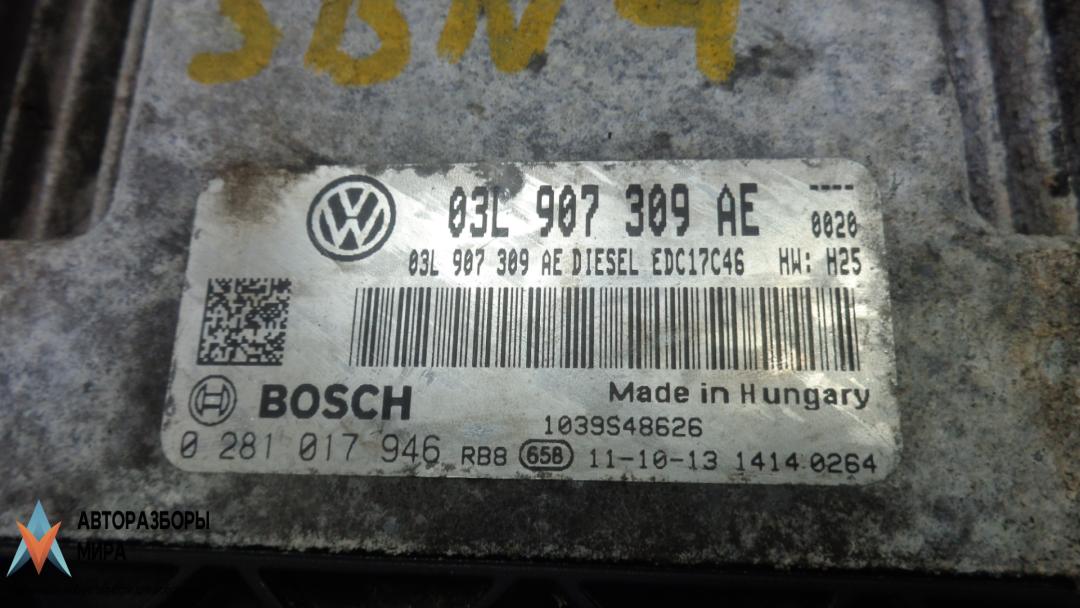 SBN4
03L 907 309 AE ----
0020
03L 907 309 AE DIESEL EDC17C46 HW: H25
BOSCH Made in Hungary
1039S48626
0 281 017 946 RB8 658 11-10-13 1414.0264
АВТОРАЗБОРЫ
МИРА